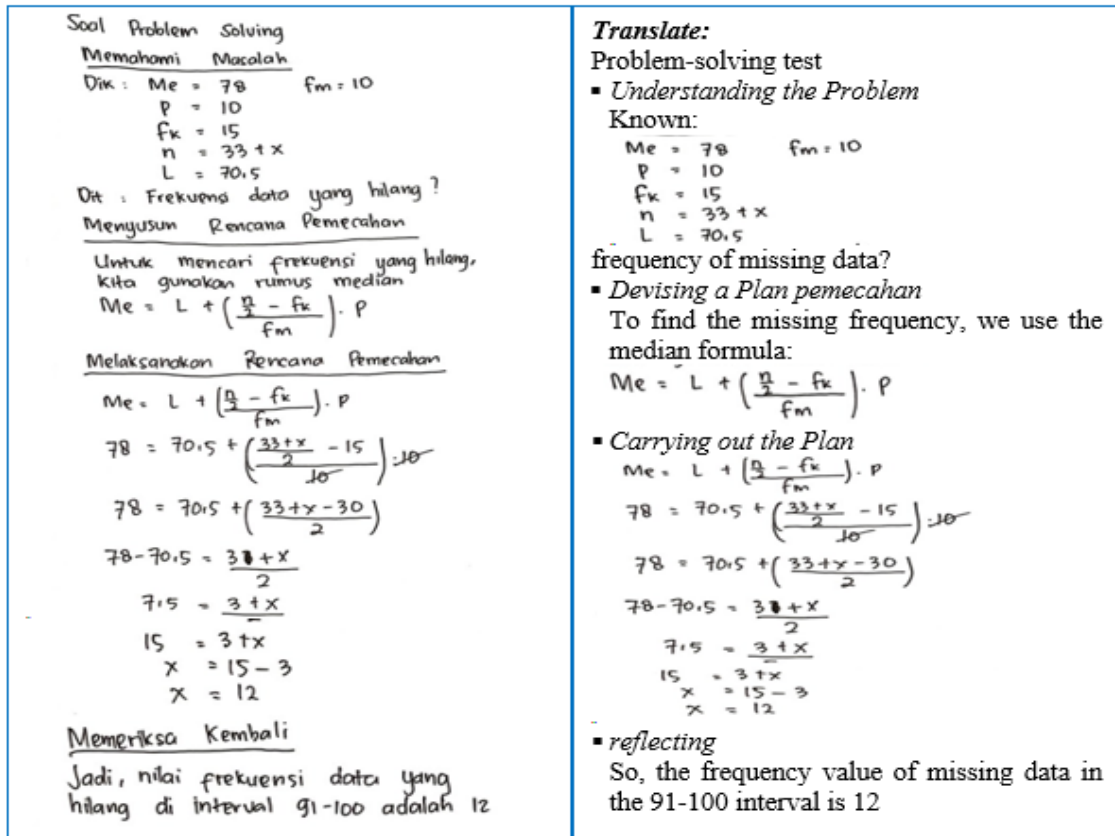 Soal Problem Solving
Memahami Masalah
Dik : Me = 78 fm = 10
P = 10
fk = 15
n = 33 + x
L = 70.5
Dit : Frekuensi data yang hilang ?
Menyusun Rencana Pemecahan
Untuk mencari frekuensi yang hilang,
kita gunakan rumus median
Me = L + ( (n/2 - fk) / fm ) . P
Melaksanakan Rencana Pemecahan
Me = L + ( (n/2 - fk) / fm ) . P
78 = 70.5 + ( ((33+x)/2 - 15) / 10 ) . 10
78 = 70.5 + ( (33+x-30) / 2 )
78-70.5 = (3+x) / 2
7.5 = 3+x
15 = 3+x
x = 15 - 3
x = 12
Memeriksa Kembali
Jadi, nilai frekuensi data yang
hilang di interval 91-100 adalah 12
Translate:
Problem-solving test
▪ Understanding the Problem
Known:
Me = 78 fm = 10
P = 10
fk = 15
n = 33 + x
L = 70.5
frequency of missing data?
▪ Devising a Plan pemecahan
To find the missing frequency, we use the
median formula:
Me = L + ( (n/2 - fk) / fm ) . P
▪ Carrying out the Plan
Me = L + ( (n/2 - fk) / fm ) . P
78 = 70.5 + ( ((33+x)/2 - 15) / 10 ) . 10
78 = 70.5 + ( (33+x-30) / 2 )
78-70.5 = (3+x) / 2
7.5 = 3+x
15 = 3+x
x = 15 - 3
x = 12
▪ reflecting
So, the frequency value of missing data in
the 91-100 interval is 12